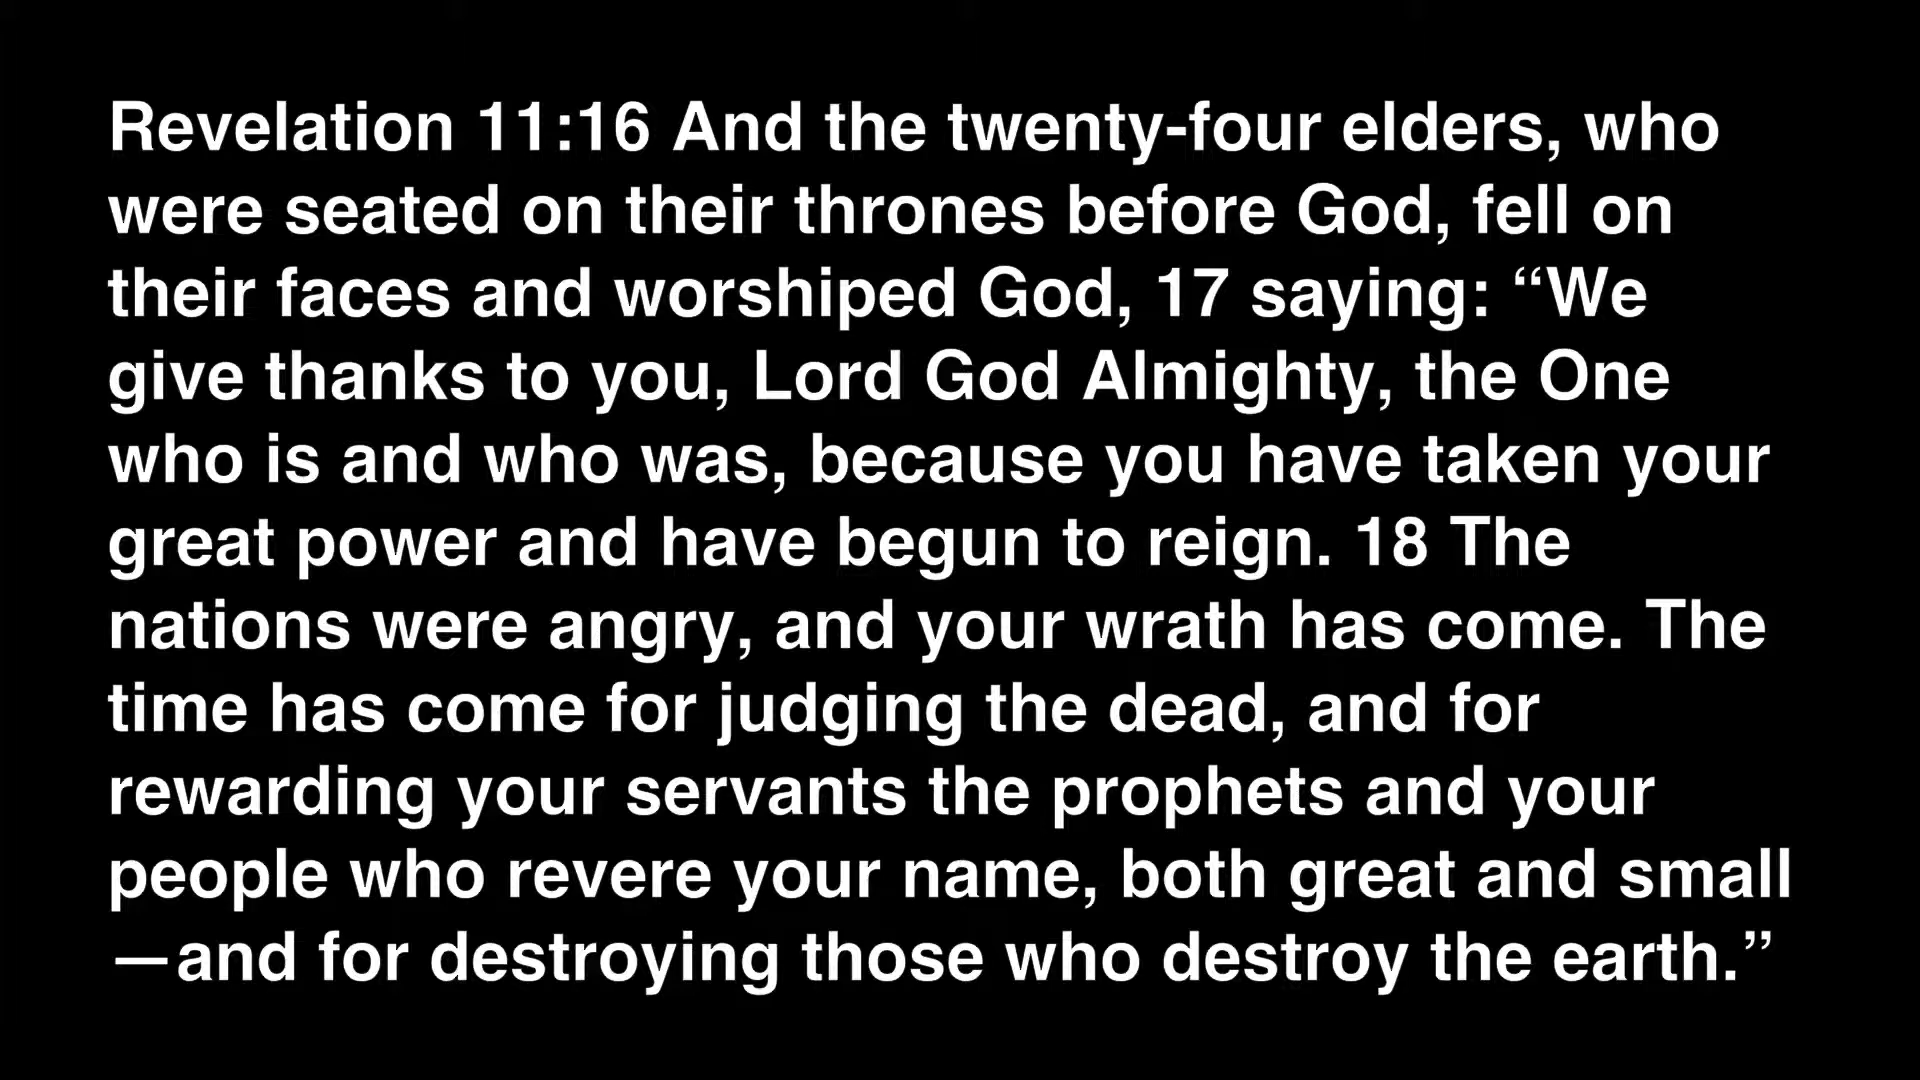 Revelation 11:16 And the twenty-four elders, who
were seated on their thrones before God, fell on
their faces and worshiped God, 17 saying: “We
give thanks to you, Lord God Almighty, the One
who is and who was, because you have taken your
great power and have begun to reign. 18 The
nations were angry, and your wrath has come. The
time has come for judging the dead, and for
rewarding your servants the prophets and your
people who revere your name, both great and small
—and for destroying those who destroy the earth.”